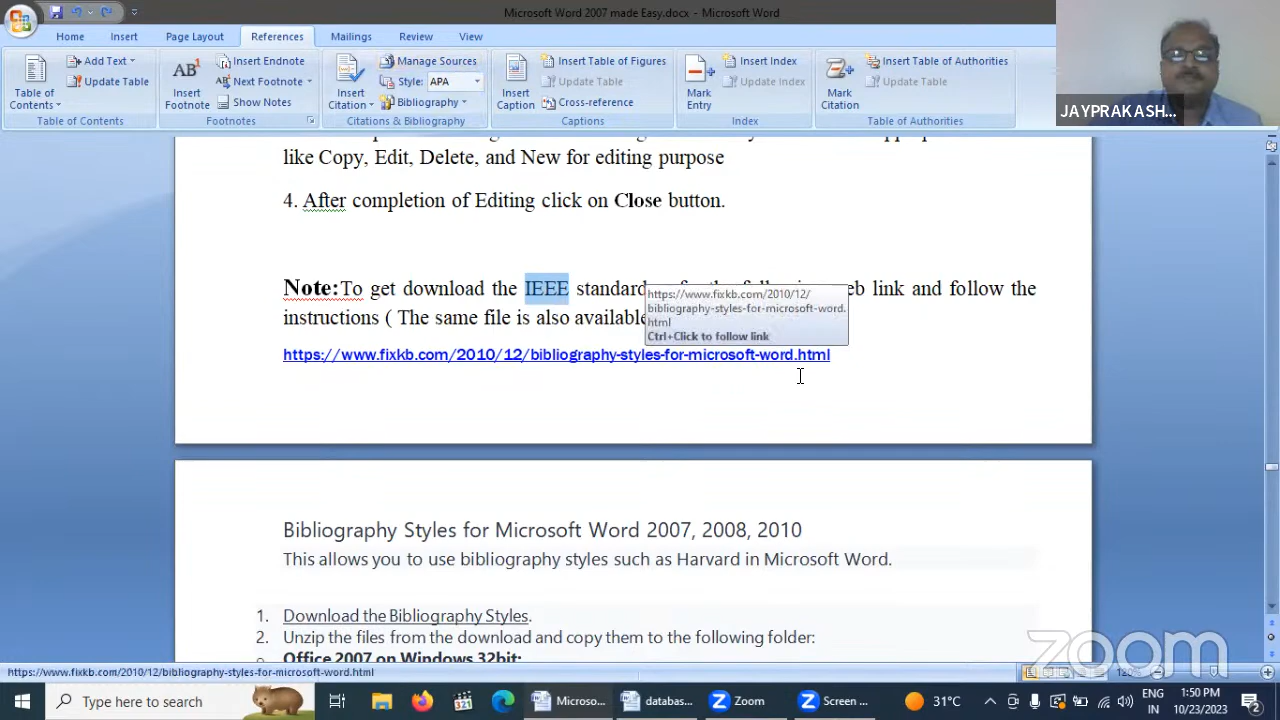 Microsoft Word 2007 made Easy.docx - Microsoft Word
Home Insert Page Layout References Mailings Review View
Table of Contents
Add Text
Update Table
Table of Contents
AB1
Insert Footnote
Insert Endnote
Next Footnote
Show Notes
Footnotes
Insert Citation
Manage Sources
Style: APA
Bibliography
Citations & Bibliography
Insert Caption
Insert Table of Figures
Update Table
Cross-reference
Captions
Mark Entry
Insert Index
Update Index
Index
Mark Citation
Insert Table of Authorities
Update Table
Table of Authorities
JAYPRAKASH...
like Copy, Edit, Delete, and New for editing purpose
4. After completion of Editing click on Close button.
Note:To get download the IEEE standard link and follow the
instructions ( The same file is also available
https://www.fixkb.com/2010/12/
bibliography-styles-for-microsoft-word.
html
Ctrl+Click to follow link
https://www.fixkb.com/2010/12/bibliography-styles-for-microsoft-word.html
Bibliography Styles for Microsoft Word 2007, 2008, 2010
This allows you to use bibliography styles such as Harvard in Microsoft Word.
1. Download the Bibliography Styles.
2. Unzip the files from the download and copy them to the following folder:
Office 2007 on Windows 32bit:
zoom
https://www.fixkb.com/2010/12/bibliography-styles-for-microsoft-word.html
120%
Type here to search
Microso...
databas...
Zoom
Screen ...
31°C
ENG
IN
1:50 PM
10/23/2023
2